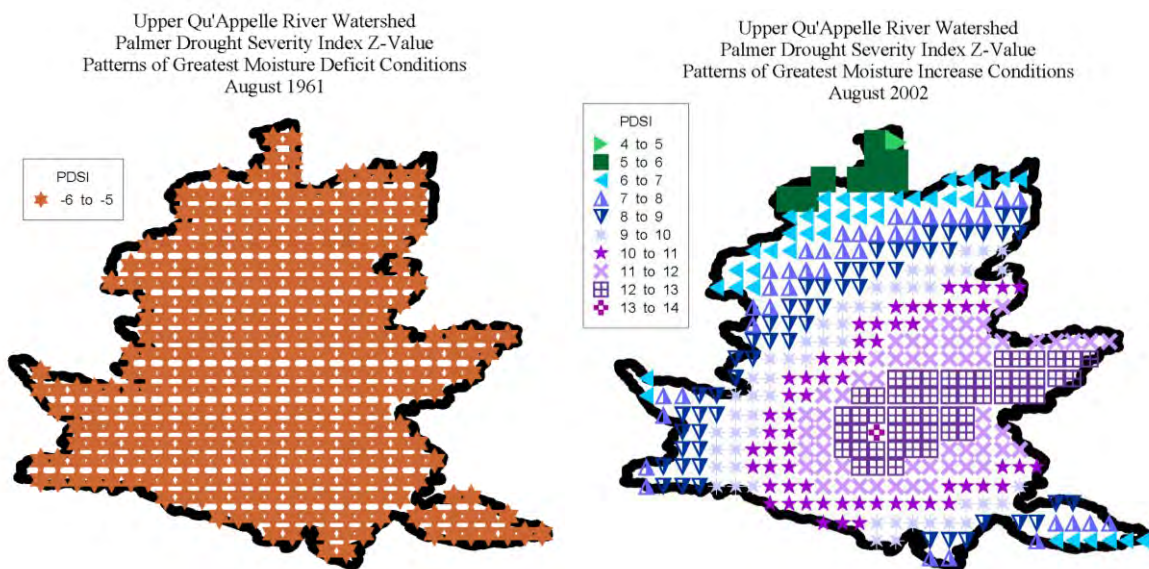 Upper Qu'Appelle River Watershed
Palmer Drought Severity Index Z-Value
Patterns of Greatest Moisture Deficit Conditions
August 1961
PDSI
-6 to -5
Upper Qu'Appelle River Watershed
Palmer Drought Severity Index Z-Value
Patterns of Greatest Moisture Increase Conditions
August 2002
PDSI
4 to 5
5 to 6
6 to 7
7 to 8
8 to 9
9 to 10
10 to 11
11 to 12
12 to 13
13 to 14